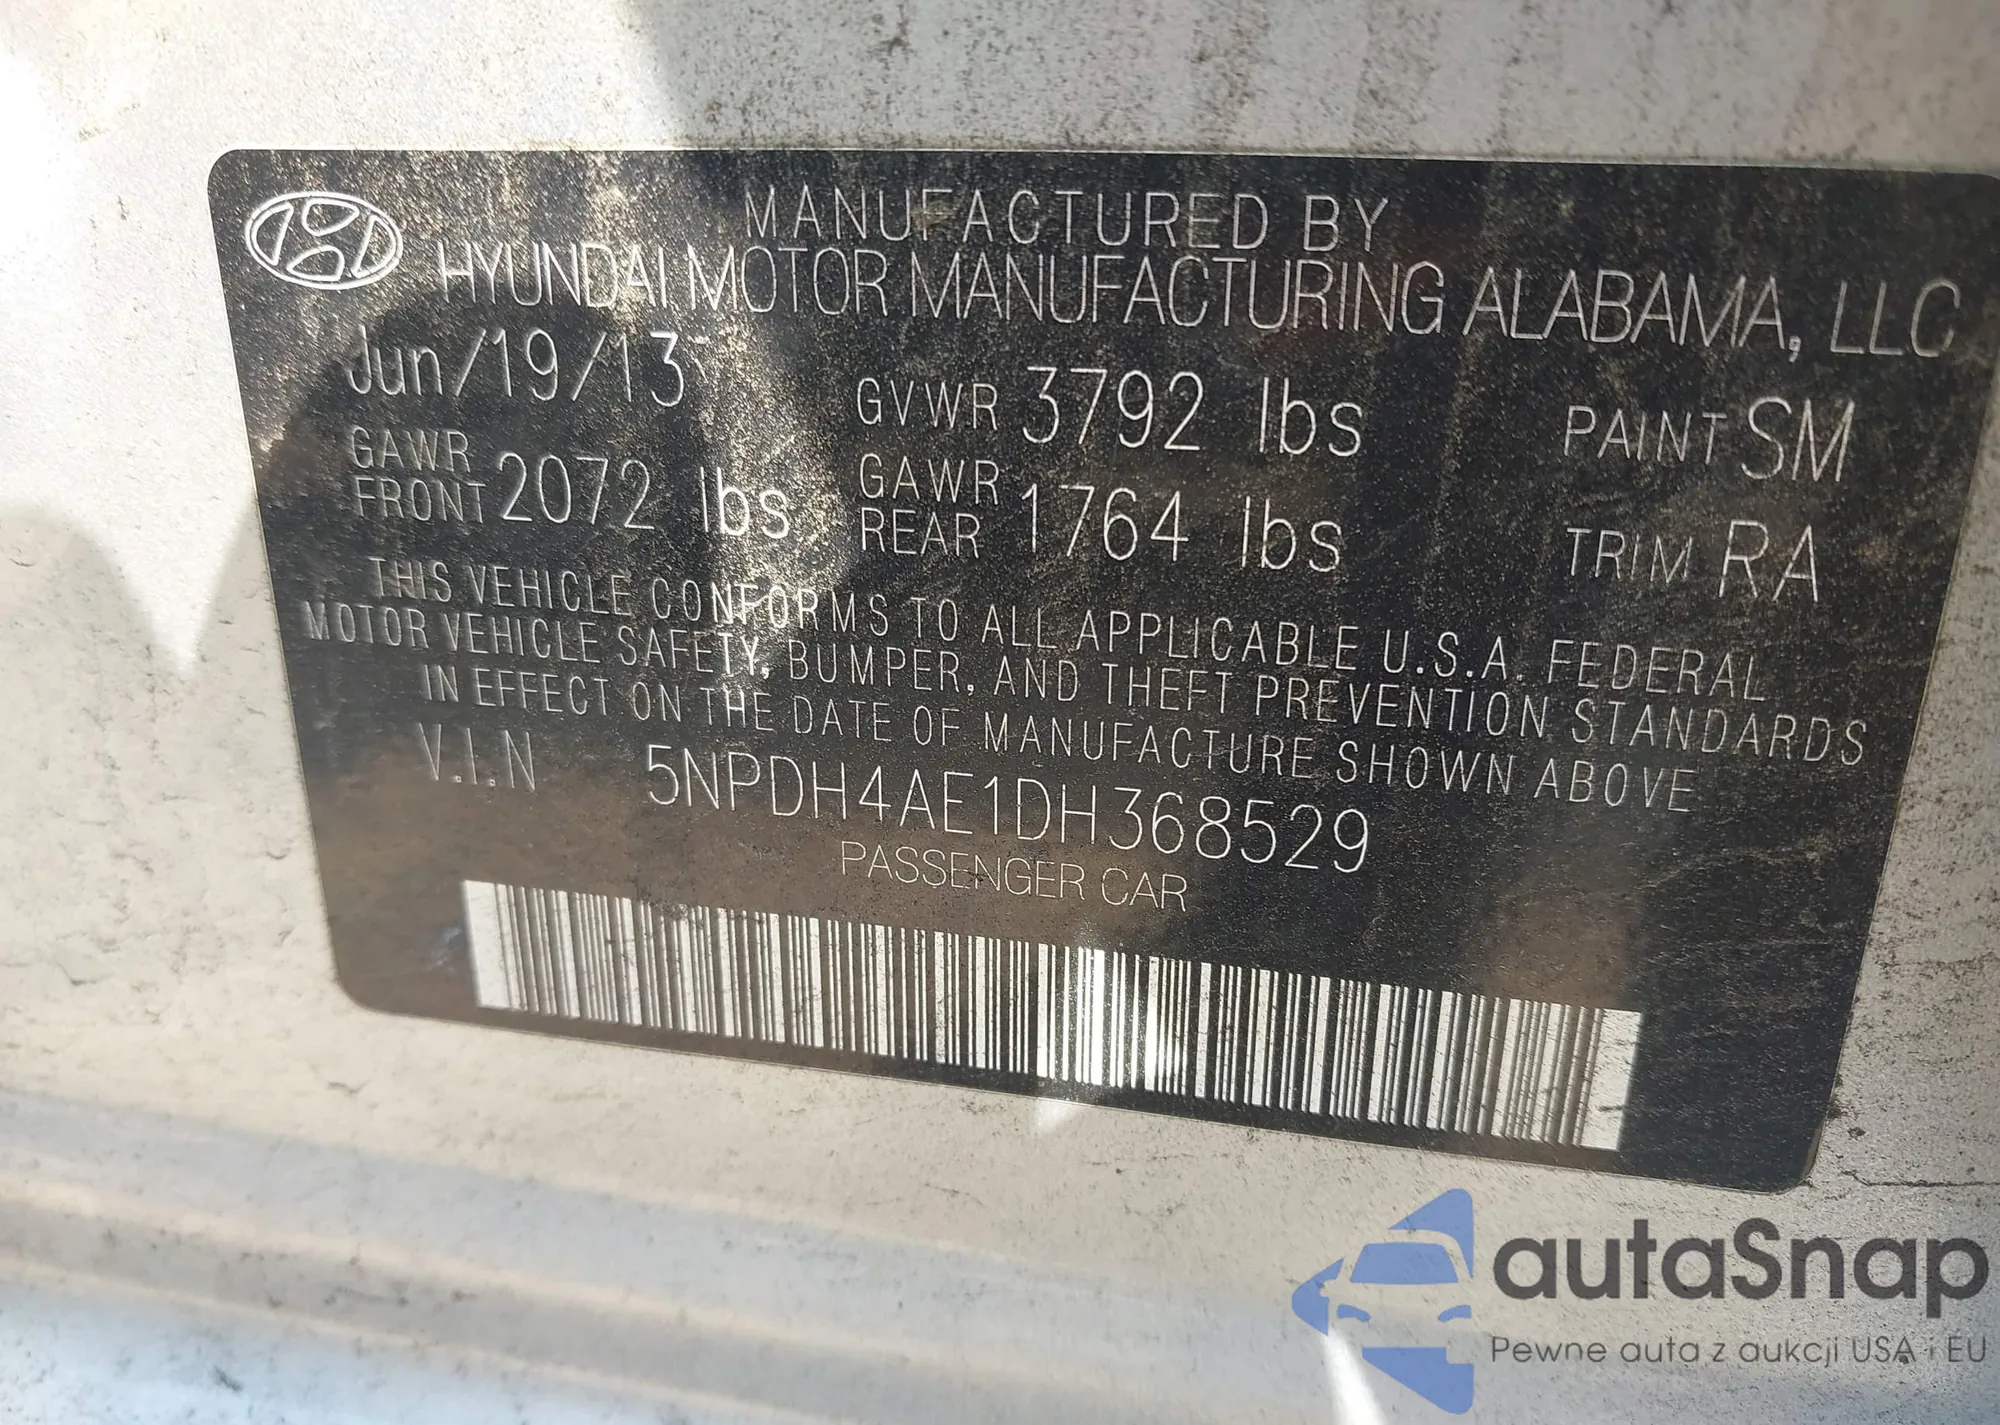 MANUFACTURED BY
HYUNDAI MOTOR MANUFACTURING ALABAMA, LLC
Jun/19/13 GVWR 3792 lbs PAINT SM
GAWR FRONT 2072 lbs GAWR REAR 1764 lbs TRIM RA
THIS VEHICLE CONFORMS TO ALL APPLICABLE U.S.A. FEDERAL
MOTOR VEHICLE SAFETY, BUMPER, AND THEFT PREVENTION STANDARDS
IN EFFECT ON THE DATE OF MANUFACTURE SHOWN ABOVE
V.I.N 5NPDH4AE1DH368529
PASSENGER CAR
autaSnap
Pewne auta z aukcji USA i EU